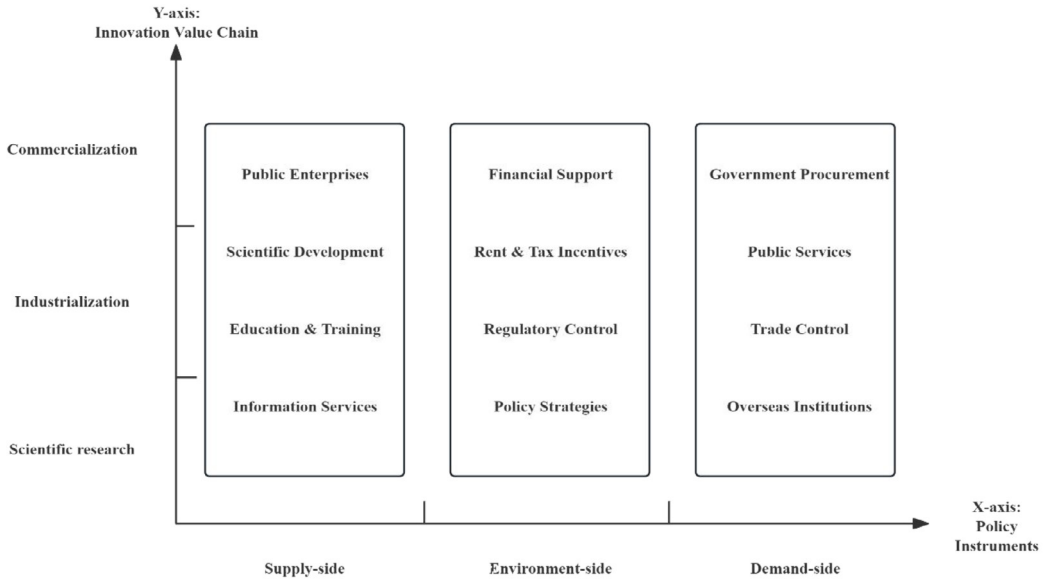 Y-axis:
Innovation Value Chain
Commercialization
Public Enterprises
Financial Support
Government Procurement
Scientific Development
Rent & Tax Incentives
Public Services
Industrialization
Education & Training
Regulatory Control
Trade Control
Information Services
Policy Strategies
Overseas Institutions
Scientific research
X-axis:
Policy
Instruments
Supply-side
Environment-side
Demand-side